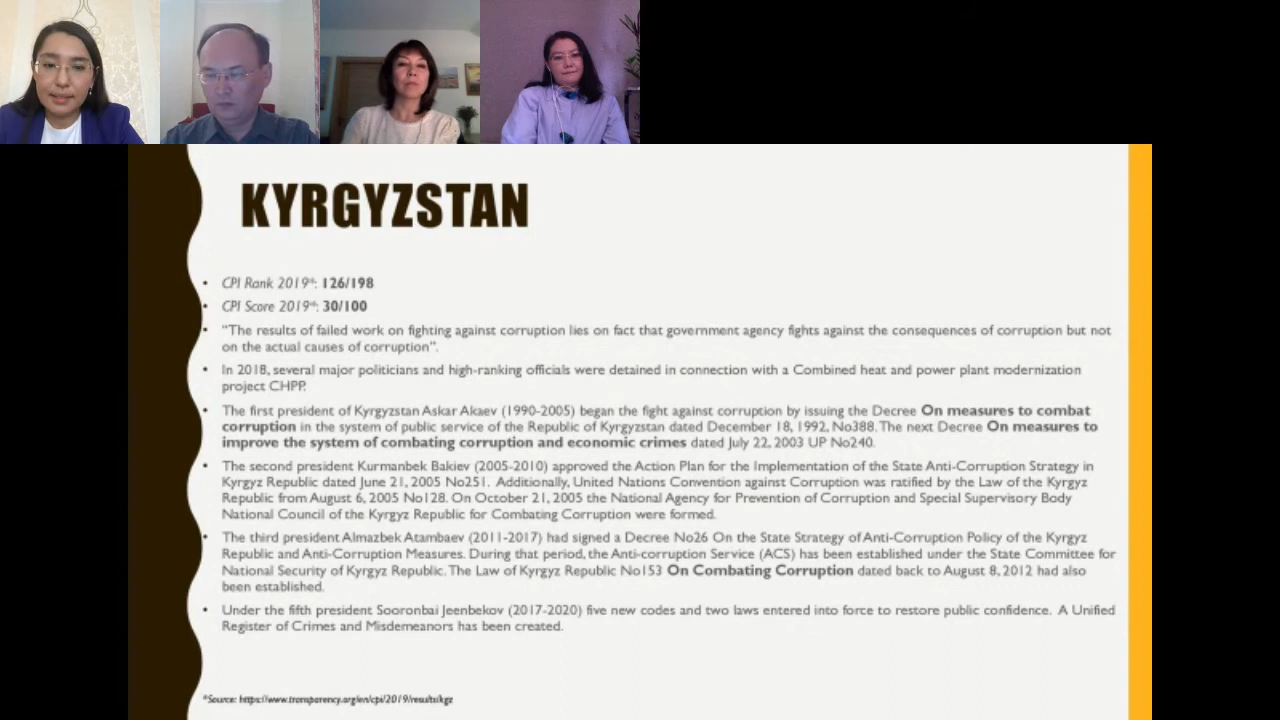 KYRGYZSTAN
• CPI Rank 2019*: 126/198
• CPI Score 2019*: 30/100
• "The results of failed work on fighting against corruption lies on fact that government agency fights against the consequences of corruption but not
on the actual causes of corruption".
• In 2018, several major politicians and high-ranking officials were detained in connection with a Combined heat and power plant modernization
project CHPP.
• The first president of Kyrgyzstan Askar Akaev (1990-2005) began the fight against corruption by issuing the Decree On measures to combat
corruption in the system of public service of the Republic of Kyrgyzstan dated December 18, 1992, No388. The next Decree On measures to
improve the system of combating corruption and economic crimes dated July 22, 2003 UP No240.
• The second president Kurmanbek Bakiev (2005-2010) approved the Action Plan for the Implementation of the State Anti-Corruption Strategy in
Kyrgyz Republic dated June 21, 2005 No251. Additionally, United Nations Convention against Corruption was ratified by the Law of the Kyrgyz
Republic from August 6, 2005 No128. On October 21, 2005 the National Agency for Prevention of Corruption and Special Supervisory Body
National Council of the Kyrgyz Republic for Combating Corruption were formed.
• The third president Almazbek Atambaev (2011-2017) had signed a Decree No26 On the State Strategy of Anti-Corruption Policy of the Kyrgyz
Republic and Anti-Corruption Measures. During that period, the Anti-corruption Service (ACS) has been established under the State Committee for
National Security of Kyrgyz Republic. The Law of Kyrgyz Republic No153 On Combating Corruption dated back to August 8, 2012 had also
been established.
• Under the fifth president Sooronbai Jeenbekov (2017-2020) five new codes and two laws entered into force to restore public confidence. A Unified
Register of Crimes and Misdemeanors has been created.
*Source: https://www.transparency.org/en/cpi/2019/results/kgz